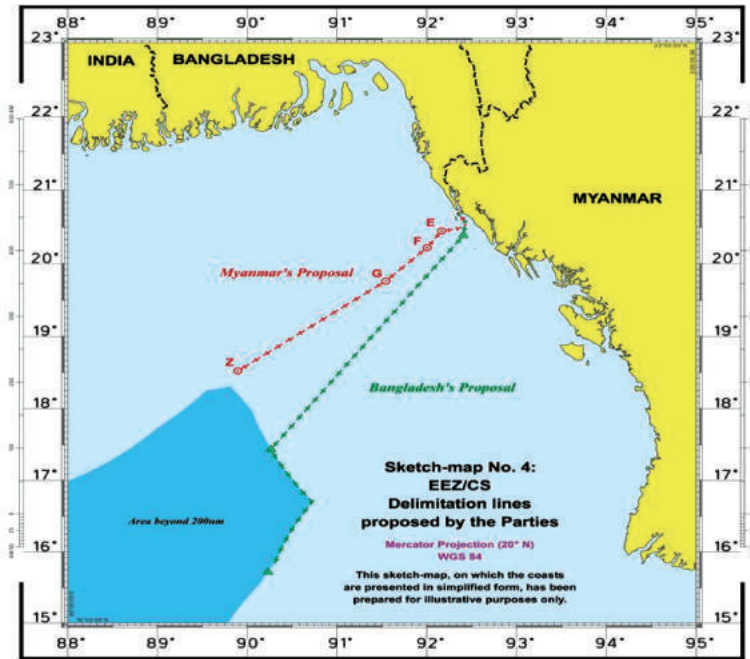 88° 89° 90° 91° 92° 93° 94° 95°
23°
INDIA BANGLADESH
22°
21°
MYANMAR
E
F
20°
Myanmar's Proposal
G
19°
Z
Bangladesh's Proposal
18°
17°
Sketch-map No. 4:
EEZ/CS
Delimitation lines
proposed by the Parties
Area beyond 200nm
16°
Mercator Projection (20° N)
WGS 84
This sketch-map, on which the coasts
are presented in simplified form, has been
prepared for illustrative purposes only.
15°
88° 89° 90° 91° 92° 93° 94° 95°
23°
22°
21°
20°
19°
18°
17°
16°
15°